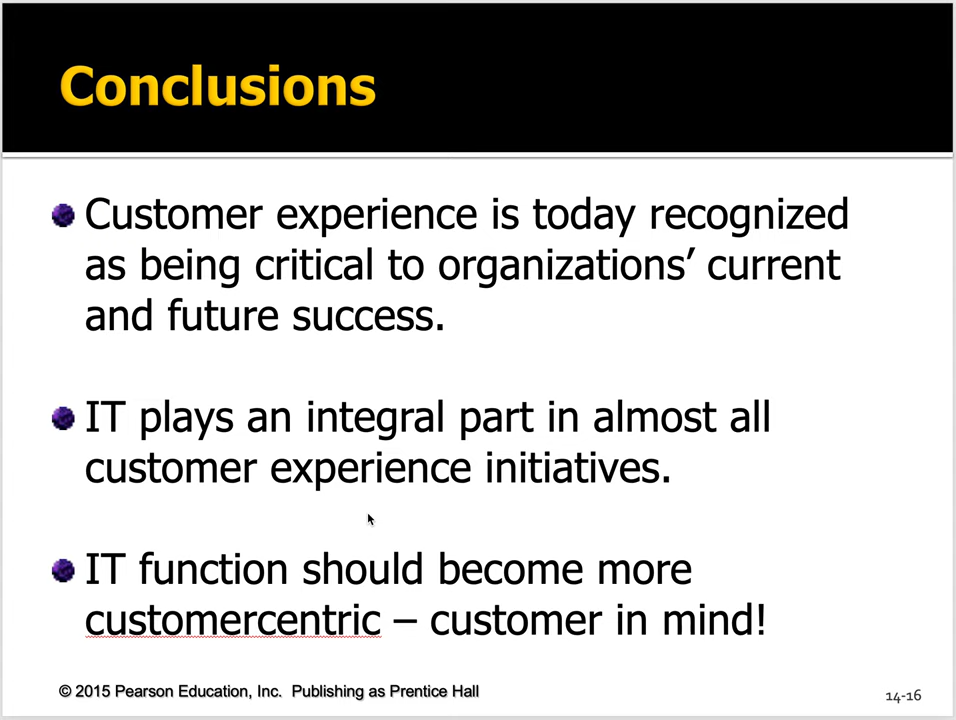 Conclusions
Customer experience is today recognized
as being critical to organizations’ current
and future success.
IT plays an integral part in almost all
customer experience initiatives.
IT function should become more
customercentric – customer in mind!
© 2015 Pearson Education, Inc.  Publishing as Prentice Hall
14-16